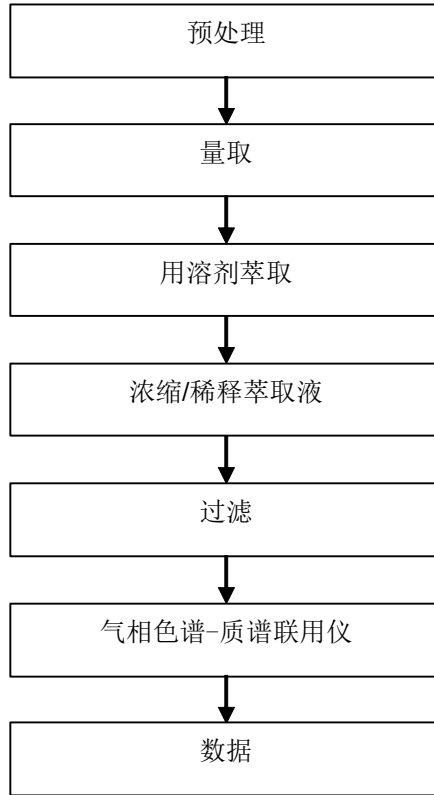 预处理
量取
用溶剂萃取
浓缩/稀释萃取液
过滤
气相色谱-质谱联用仪
数据